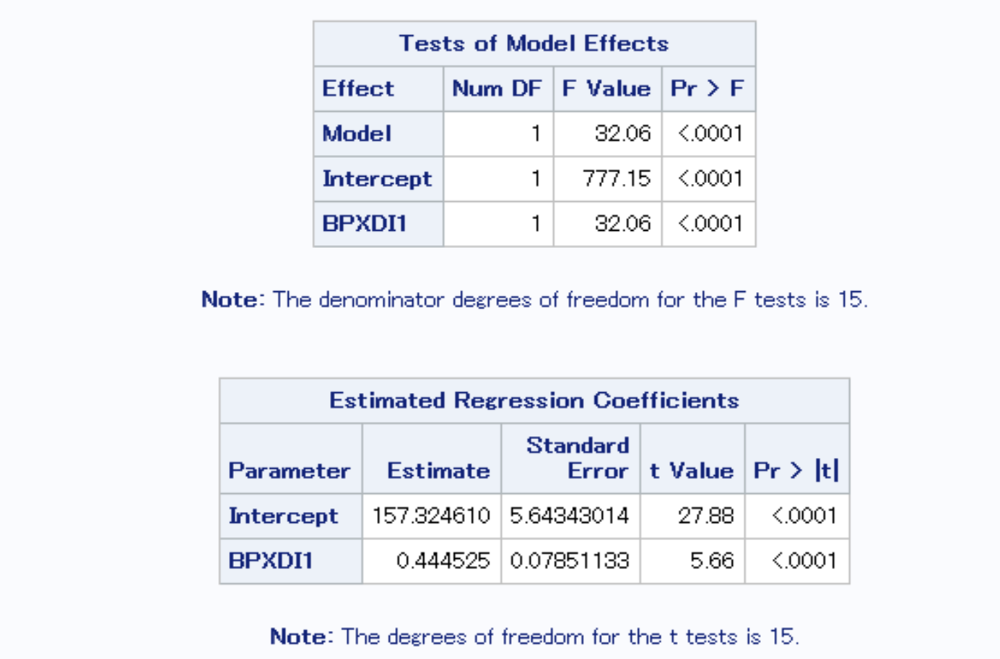 Tests of Model Effects
Effect Num DF F Value Pr > F
Model 1 32.06 <.0001
Intercept 1 777.15 <.0001
BPXDI1 1 32.06 <.0001
Note: The denominator degrees of freedom for the F tests is 15.
Estimated Regression Coefficients
Parameter Estimate Standard Error t Value Pr > |t|
Intercept 157.324610 5.64343014 27.88 <.0001
BPXDI1 0.444525 0.07851133 5.66 <.0001
Note: The degrees of freedom for the t tests is 15.